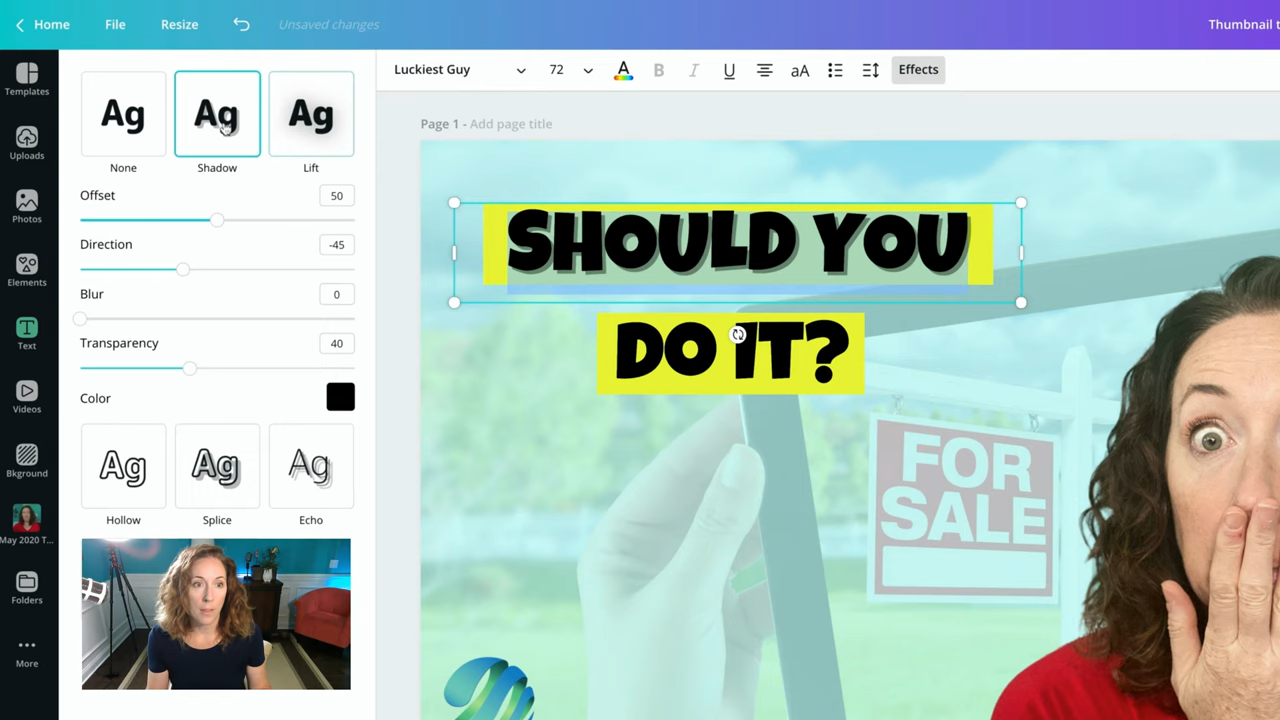 Home File Resize Unsaved changes Thumbnail t
Templates
Uploads
Photos
Elements
Text
Videos
Bkground
May 2020 T...
Folders
More
Ag Ag Ag
None Shadow Lift
Offset 50
Direction -45
Blur 0
Transparency 40
Color
Ag Ag Ag
Hollow Splice Echo
Luckiest Guy 72 A B I U aA Effects
Page 1 - Add page title
SHOULD YOU
DO IT?
FOR
SALE